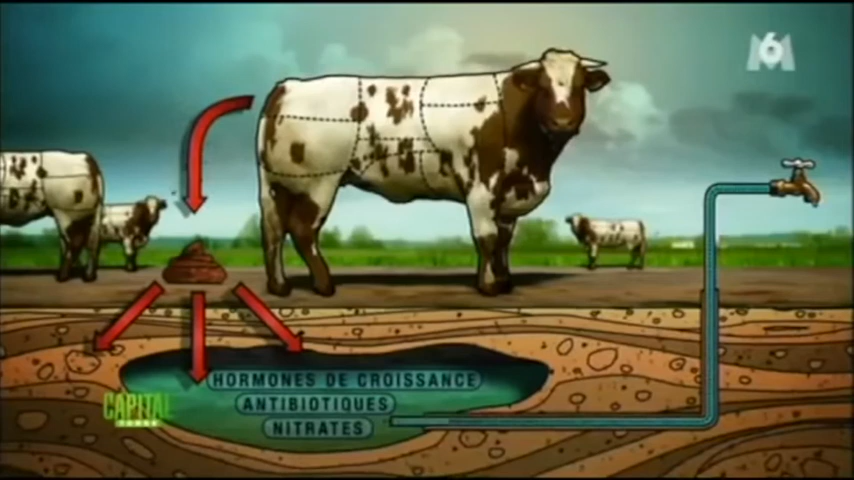 M6
HORMONES DE CROISSANCE
ANTIBIOTIQUES
NITRATES
CAPITAL